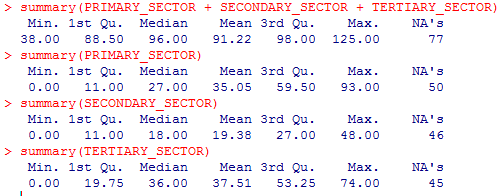 > summary(PRIMARY_SECTOR + SECONDARY_SECTOR + TERTIARY_SECTOR)
Min. 1st Qu. Median Mean 3rd Qu. Max. NA's
38.00 88.50 96.00 91.22 98.00 125.00 77
> summary(PRIMARY_SECTOR)
Min. 1st Qu. Median Mean 3rd Qu. Max. NA's
0.00 11.00 27.00 35.05 59.50 93.00 50
> summary(SECONDARY_SECTOR)
Min. 1st Qu. Median Mean 3rd Qu. Max. NA's
0.00 11.00 18.00 19.38 27.00 48.00 46
> summary(TERTIARY_SECTOR)
Min. 1st Qu. Median Mean 3rd Qu. Max. NA's
0.00 19.75 36.00 37.51 53.25 74.00 45